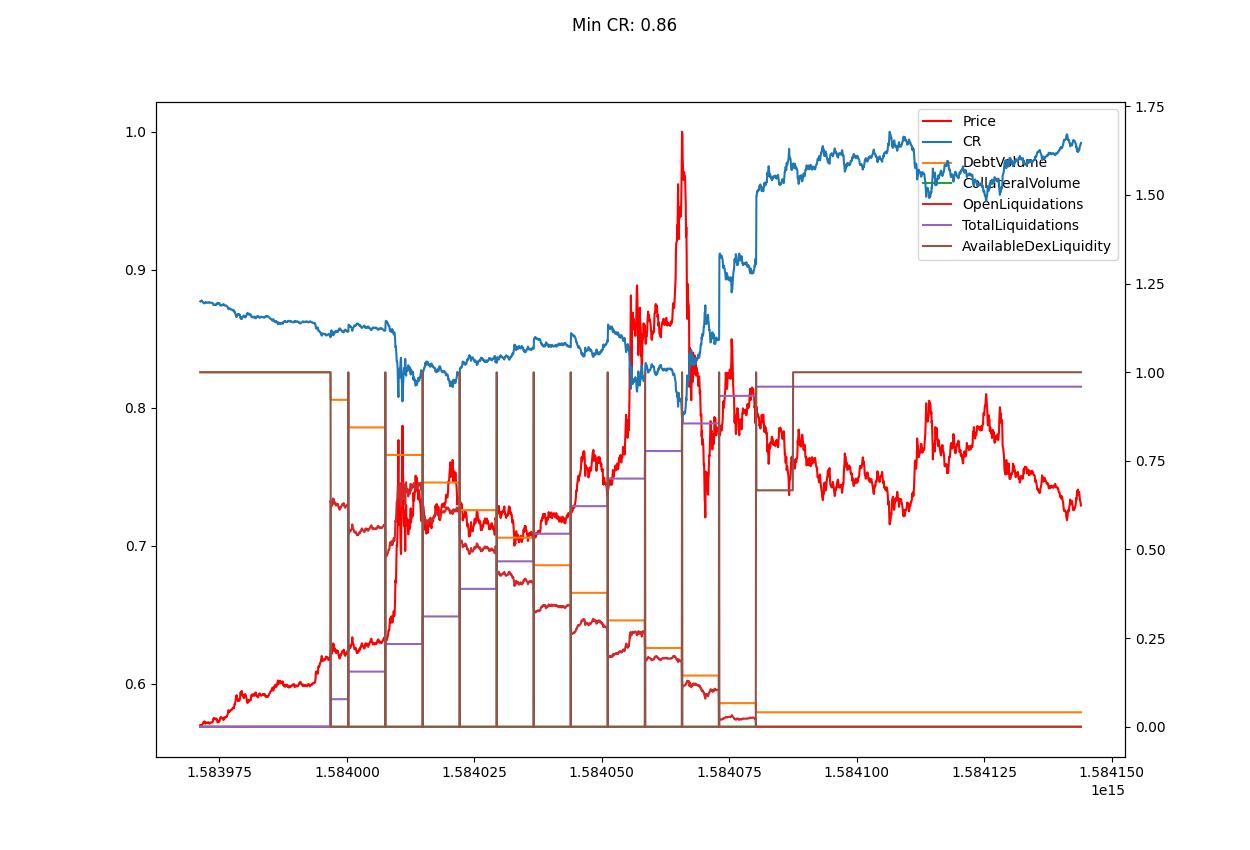 Min CR: 0.86
1.0
0.9
0.8
0.7
0.6
1.75
1.50
1.25
1.00
0.75
0.50
0.25
0.00
Price
CR
DebtVolume
CollateralVolume
OpenLiquidations
TotalLiquidations
AvailableDexLiquidity
1.583975 1.584000 1.584025 1.584050 1.584075 1.584100 1.584125 1.584150
1e15